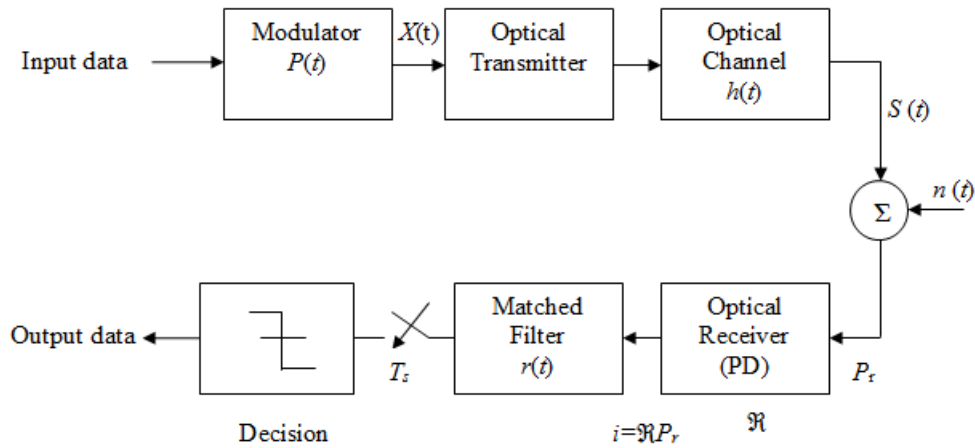 Input data
Modulator
P(t)
X(t)
Optical
Transmitter
Optical
Channel
h(t)
S (t)
n (t)
Σ
Output data
Tₛ
Matched
Filter
r(t)
Optical
Receiver
(PD)
Pᵣ
Decision
i=ℜPᵣ
ℜ